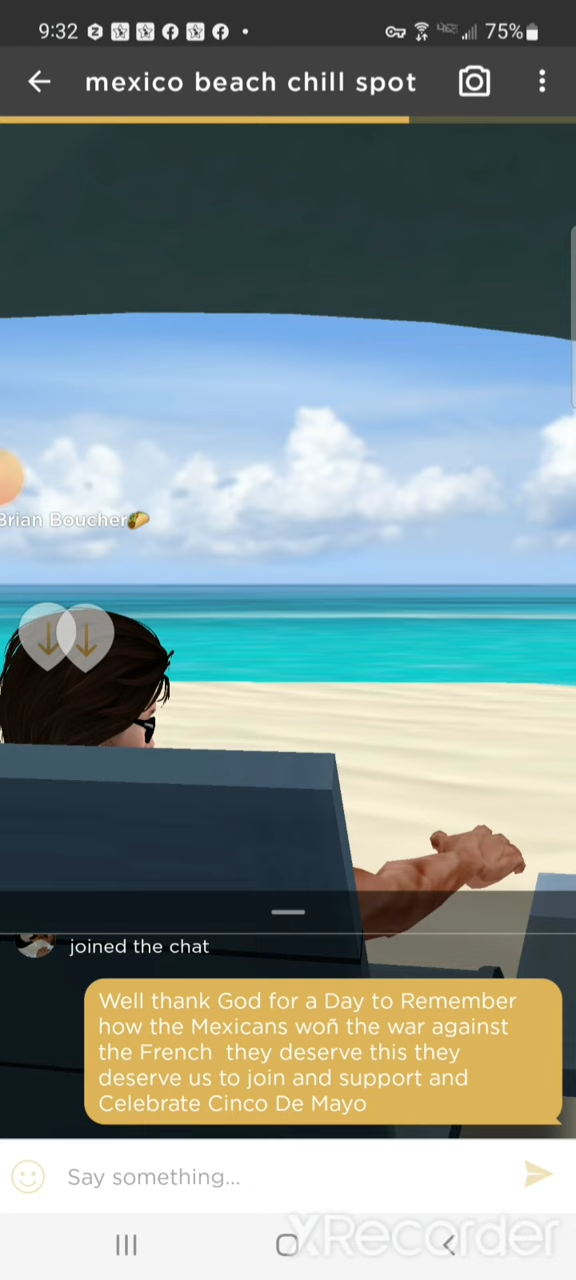 9:32
75%
mexico beach chill spot
Brian Boucher🌮
joined the chat
Well thank God for a Day to Remember
how the Mexicans woñ the war against
the French  they deserve this they
deserve us to join and support and
Celebrate Cinco De Mayo
Say something...
XRecorder